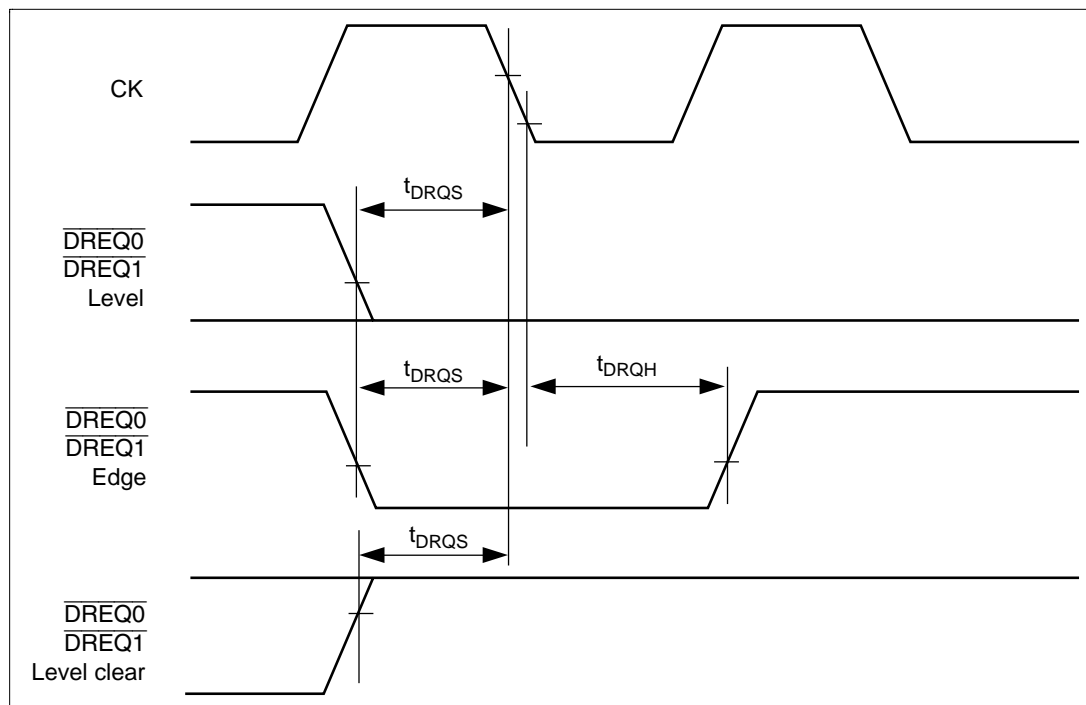 CK
tDRQS
DREQ0
DREQ1
Level
tDRQS
tDRQH
DREQ0
DREQ1
Edge
tDRQS
DREQ0
DREQ1
Level clear